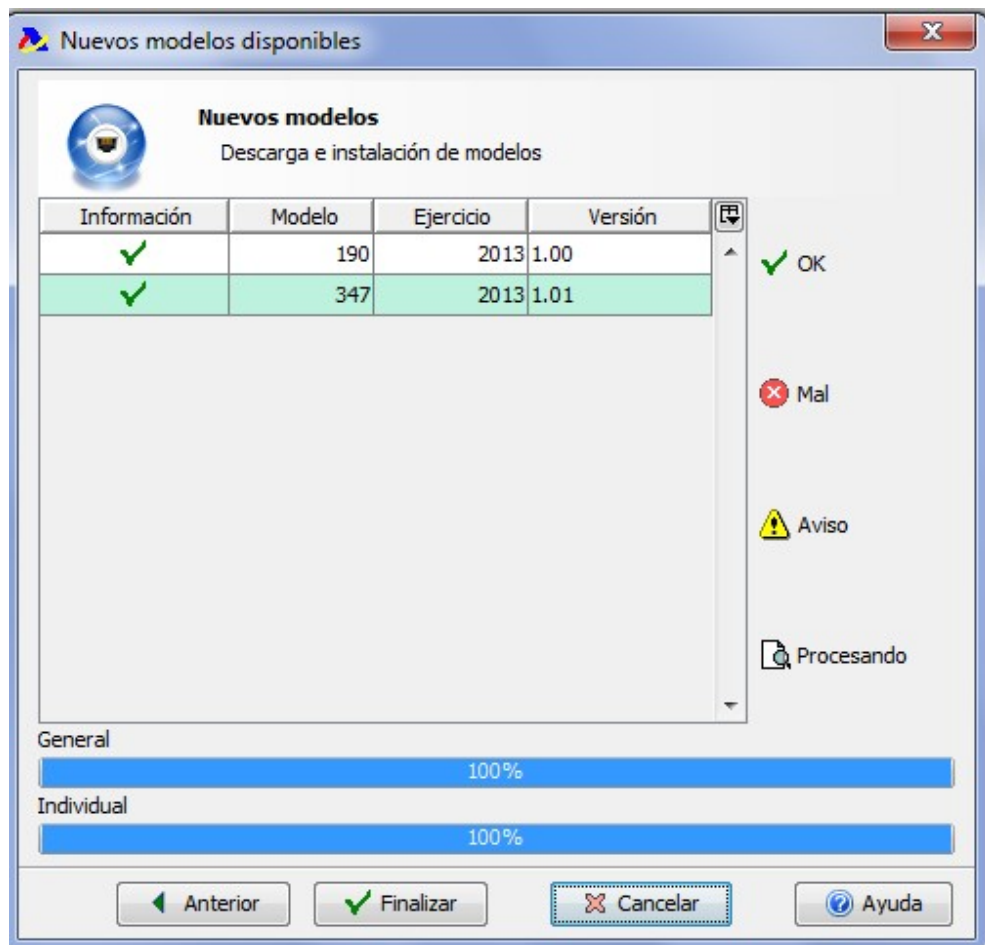 Nuevos modelos disponibles
Nuevos modelos
Descarga e instalación de modelos
Información Modelo Ejercicio Versión
190 2013 1.00
347 2013 1.01
OK
Mal
Aviso
Procesando
General
100%
Individual
100%
Anterior Finalizar Cancelar Ayuda